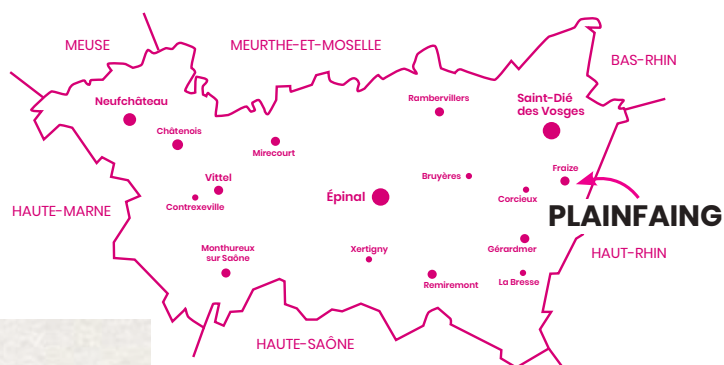 MEUSE
MEURTHE-ET-MOSELLE
BAS-RHIN
Neufchâteau
Rambervillers
Saint-Dié
des Vosges
Châtenois
Mirecourt
Fraize
Vittel
Bruyères
Épinal
Corcieux
Contrexeville
HAUTE-MARNE
PLAINFAING
Monthureux
sur Saône
Xertigny
Gérardmer
HAUT-RHIN
Remiremont
La Bresse
HAUTE-SAÔNE